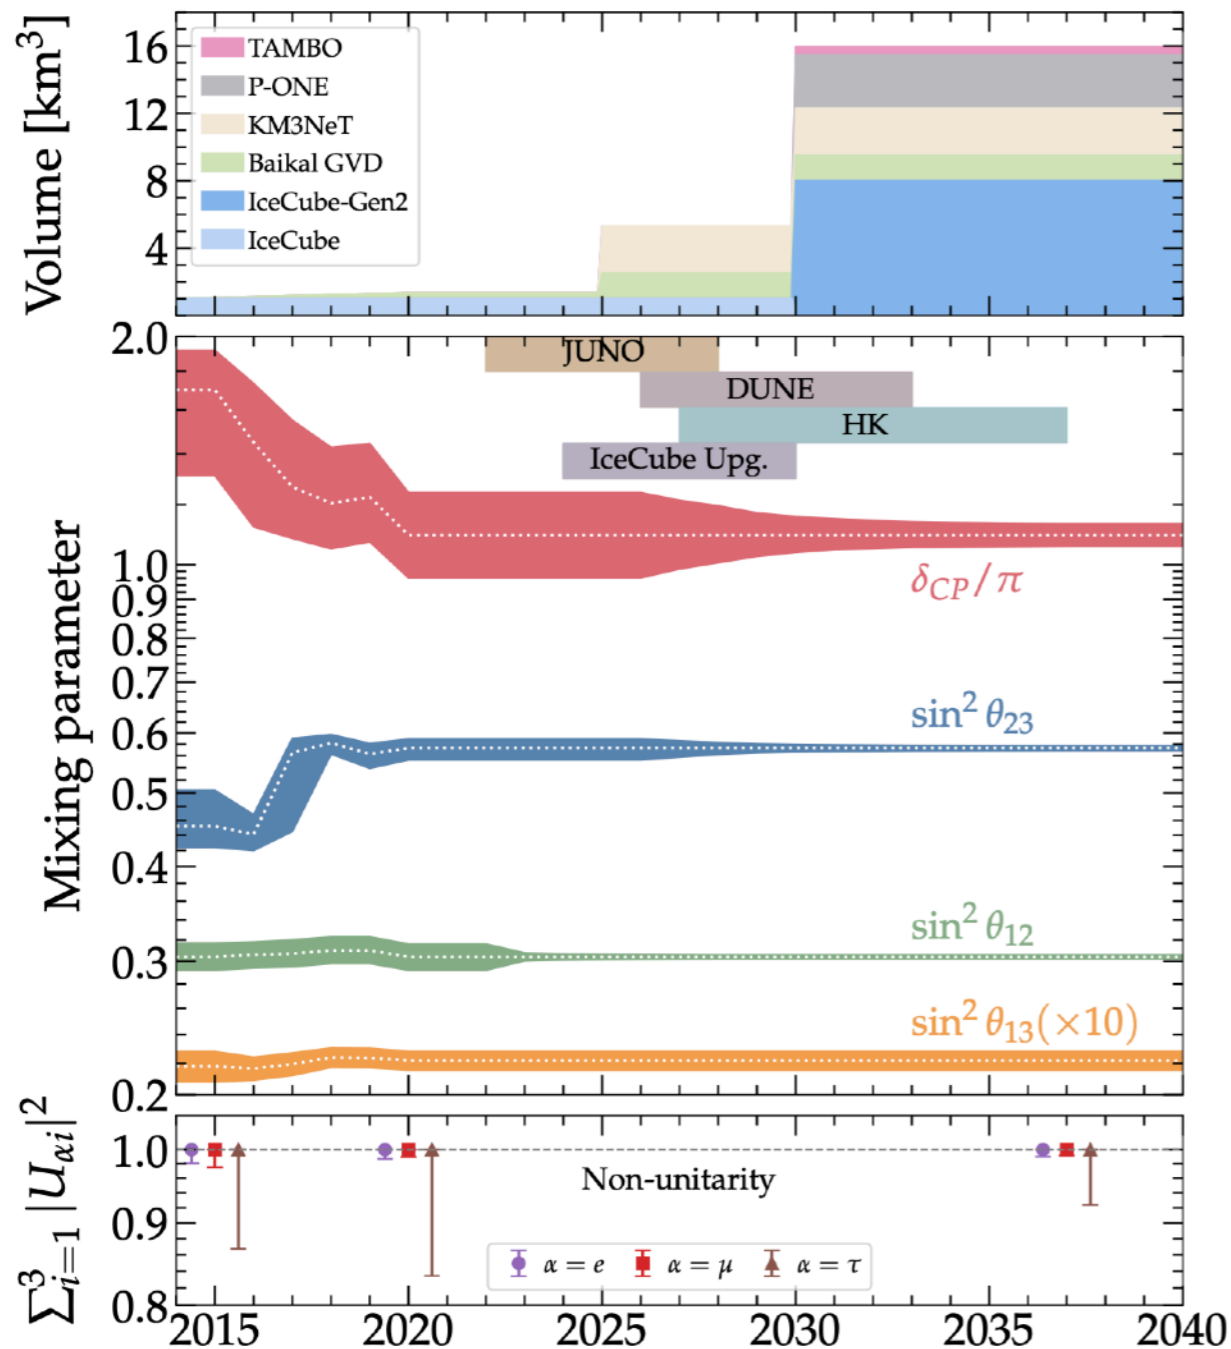 Volume [km³]
16
12
8
4
TAMBO
P-ONE
KM3NeT
Baikal GVD
IceCube-Gen2
IceCube
Mixing parameter
2.0
1.0
0.9
0.8
0.7
0.6
0.5
0.4
0.3
0.2
JUNO
DUNE
HK
IceCube Upg.
δ_CP/π
sin² θ₂₃
sin² θ₁₂
sin² θ₁₃(×10)
Σ³ᵢ₌₁ |U_αi|²
1.0
0.9
0.8
Non-unitarity
α = e α = μ α = τ
2015 2020 2025 2030 2035 2040